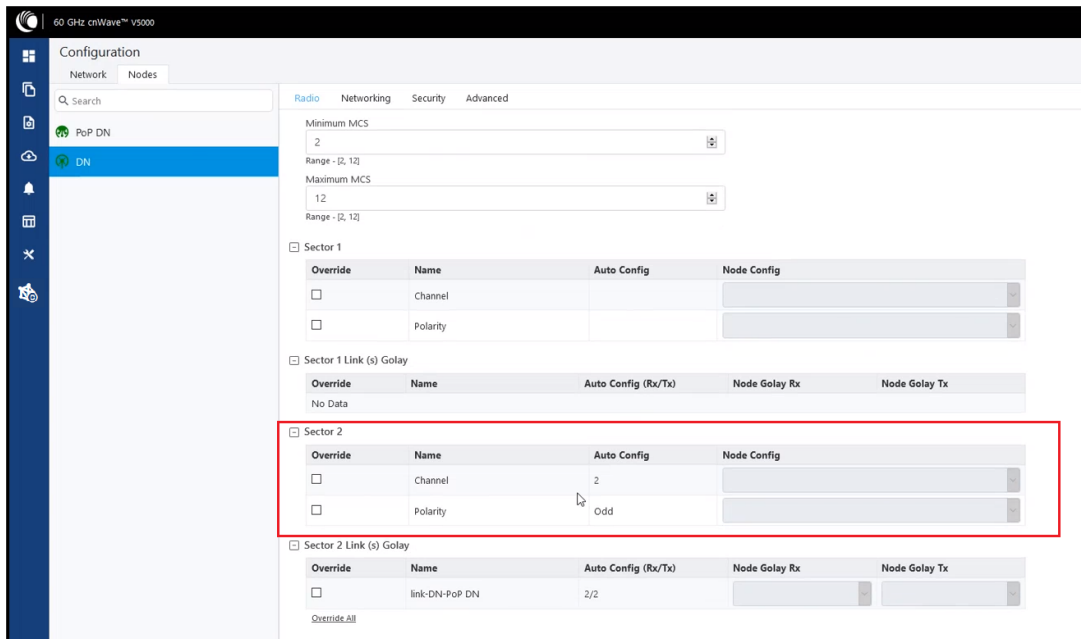 60 GHz cnWave™ V5000
Configuration
Network Nodes
Search
PoP DN
DN
Radio Networking Security Advanced
Minimum MCS
2
Range - [2, 12]
Maximum MCS
12
Range - [2, 12]
Sector 1
Override Name Auto Config Node Config
Channel
Polarity
Sector 1 Link (s) Golay
Override Name Auto Config (Rx/Tx) Node Golay Rx Node Golay Tx
No Data
Sector 2
Override Name Auto Config Node Config
Channel 2
Polarity Odd
Sector 2 Link (s) Golay
Override Name Auto Config (Rx/Tx) Node Golay Rx Node Golay Tx
link-DN-PoP DN 2/2
Override All